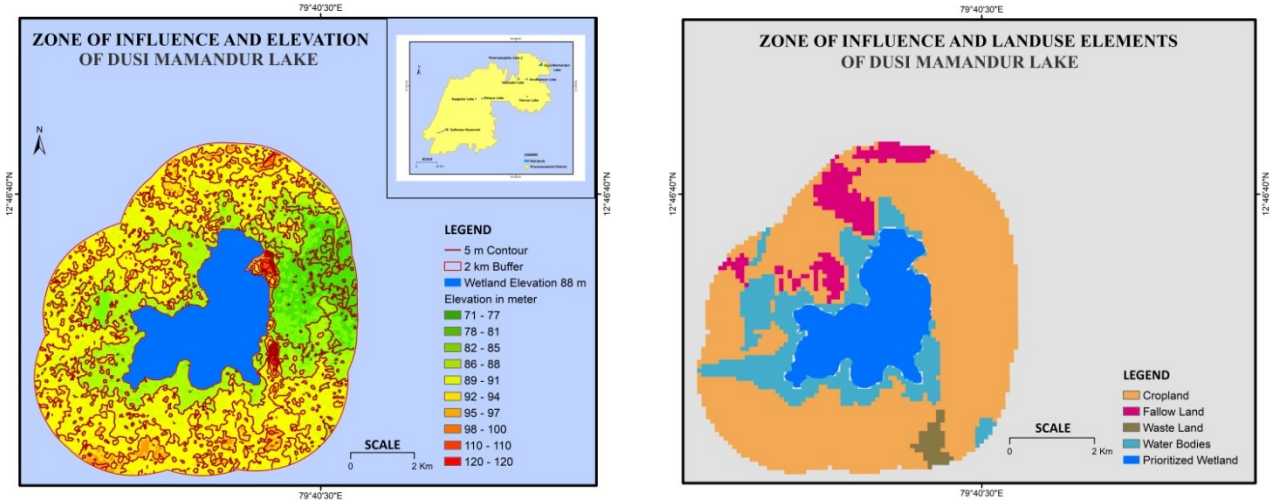 79°40'30"E
ZONE OF INFLUENCE AND ELEVATION
OF DUSI MAMANDUR LAKE
N
12°46'40"N
12°46'40"N
LEGEND
5 m Contour
2 km Buffer
Wetland Elevation 88 m
Elevation in meter
71 - 77
78 - 81
82 - 85
86 - 88
89 - 91
92 - 94
95 - 97
98 - 100
110 - 110
120 - 120
SCALE
0 2 Km
79°40'30"E
SCALE
LEGEND
Wetlands
79°40'30"E
ZONE OF INFLUENCE AND LANDUSE ELEMENTS
OF DUSI MAMANDUR LAKE
12°46'40"N
12°46'40"N
LEGEND
Cropland
Fallow Land
Waste Land
Water Bodies
Prioritized Wetland
SCALE
0 2 Km
79°40'30"E